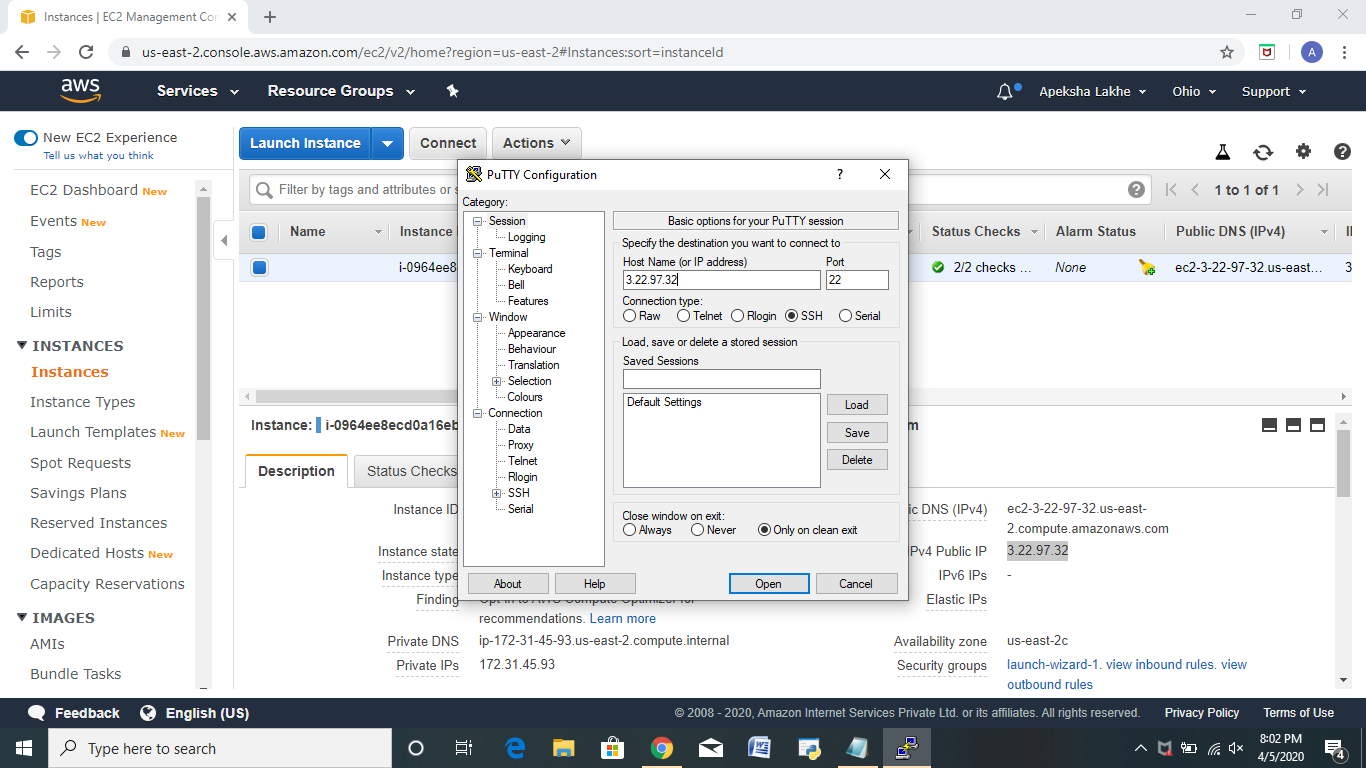 Instances | EC2 Management Con
us-east-2.console.aws.amazon.com/ec2/v2/home?region=us-east-2#Instances:sort=instanceId
A
aws
Services
Resource Groups
Apeksha Lakhe
Ohio
Support
New EC2 Experience
Tell us what you think
EC2 Dashboard New
Events New
Tags
Reports
Limits
INSTANCES
Instances
Instance Types
Launch Templates New
Spot Requests
Savings Plans
Reserved Instances
Dedicated Hosts New
Capacity Reservations
IMAGES
AMIs
Bundle Tasks
Launch Instance
Connect
Actions
Filter by tags and attributes or s
1 to 1 of 1
Name
Instance I
Status Checks
Alarm Status
Public DNS (IPv4)
i-0964ee8
2/2 checks ...
None
ec2-3-22-97-32.us-east...
3
PuTTY Configuration
?
Category:
Session
Logging
Terminal
Keyboard
Bell
Features
Window
Appearance
Behaviour
Translation
Selection
Colours
Connection
Data
Proxy
Telnet
Rlogin
SSH
Serial
Basic options for your PuTTY session
Specify the destination you want to connect to
Host Name (or IP address)
Port
3.22.97.32
22
Connection type:
Raw
Telnet
Rlogin
SSH
Serial
Load, save or delete a stored session
Saved Sessions
Default Settings
Load
Save
Delete
Close window on exit:
Always
Never
Only on clean exit
About
Help
Open
Cancel
Instance: i-0964ee8ecd0a16eb
m
Description
Status Checks
Instance ID
Instance state
Instance type
Finding
Opt-in to AWS Compute Optimizer for
recommendations. Learn more
Private DNS
ip-172-31-45-93.us-east-2.compute.internal
Private IPs
172.31.45.93
ic DNS (IPv4)
ec2-3-22-97-32.us-east-
2.compute.amazonaws.com
IPv4 Public IP
3.22.97.32
IPv6 IPs
-
Elastic IPs
Availability zone
us-east-2c
Security groups
launch-wizard-1. view inbound rules. view
outbound rules
Feedback
English (US)
© 2008 - 2020, Amazon Internet Services Private Ltd. or its affiliates. All rights reserved.
Privacy Policy
Terms of Use
Type here to search
8:02 PM
4/5/2020
4